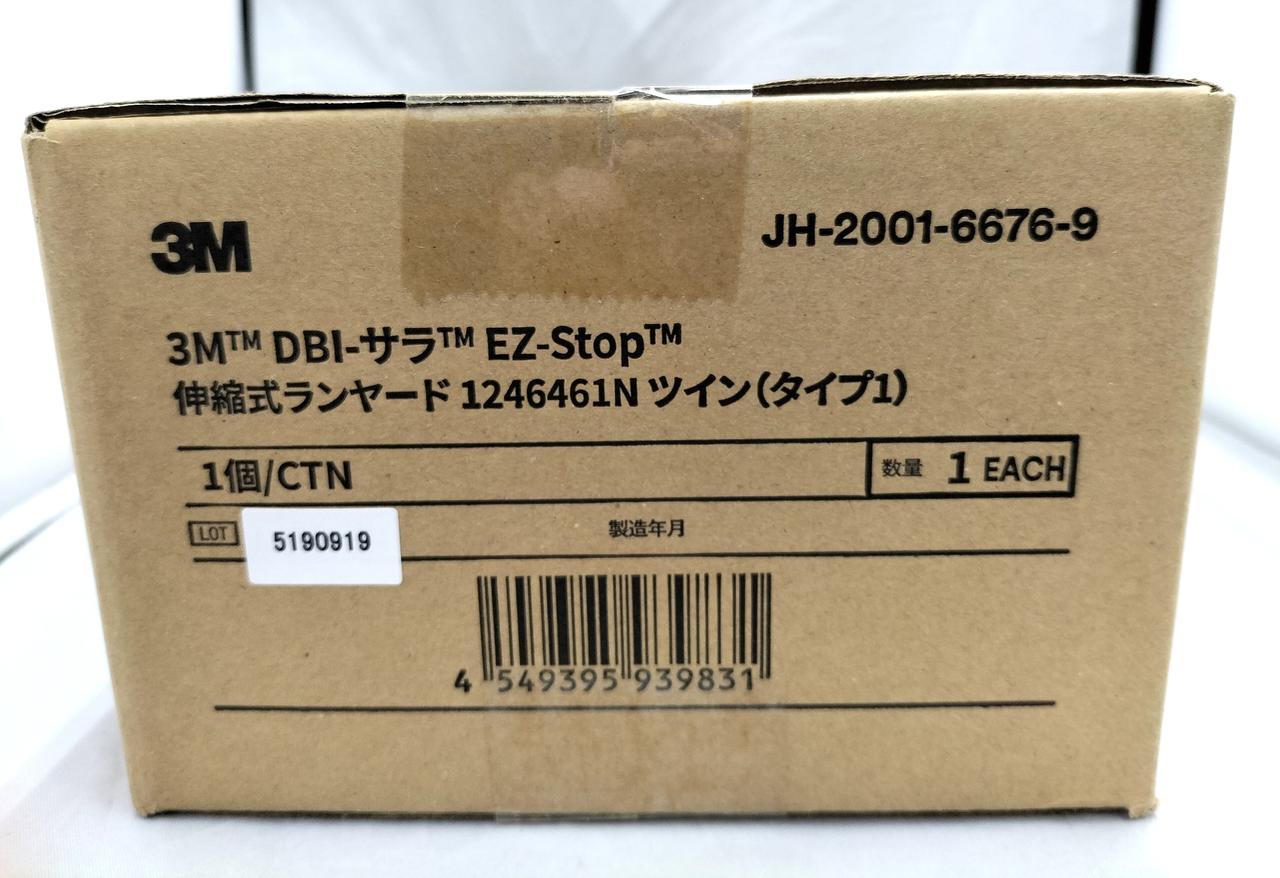 3M
JH-2001-6676-9
3M™ DBI-サラ™ EZ-Stop™
伸縮式ランヤード 1246461N ツイン(タイプ1)
1個/CTN
数量 1 EACH
LOT 5190919 製造年月
4 549395 939831